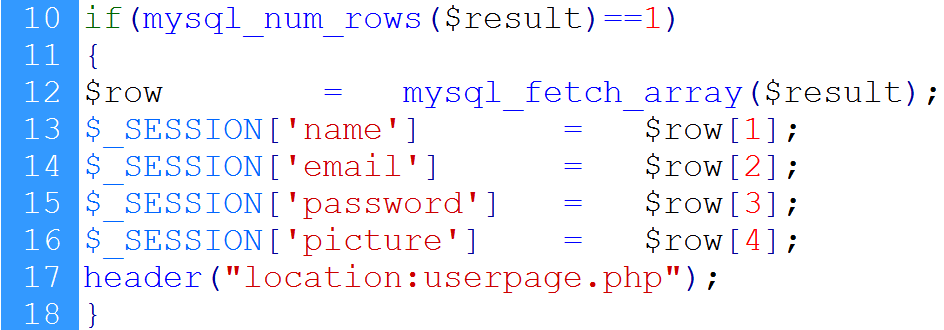 10 if(mysql_num_rows($result)==1)
11 {
12 $row        =   mysql_fetch_array($result);
13 $_SESSION['name']       =   $row[1];
14 $_SESSION['email']      =   $row[2];
15 $_SESSION['password']   =   $row[3];
16 $_SESSION['picture']    =   $row[4];
17 header("location:userpage.php");
18 }